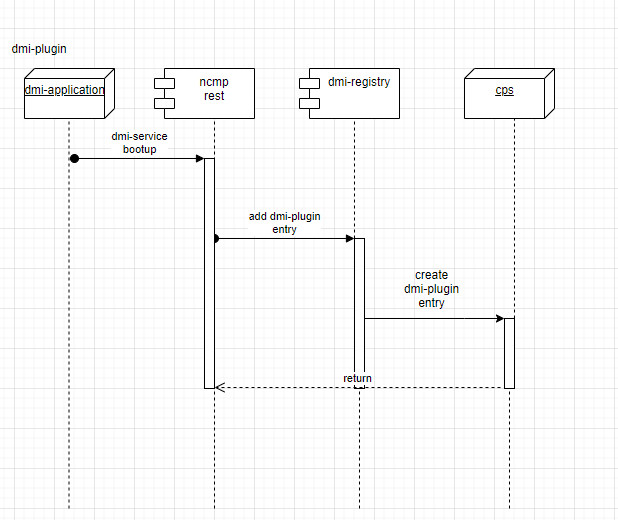 dmi-plugin
dmi-application
ncmp
rest
dmi-registry
cps
dmi-service
bootup
add dmi-plugin
entry
create
dmi-plugin
entry
return